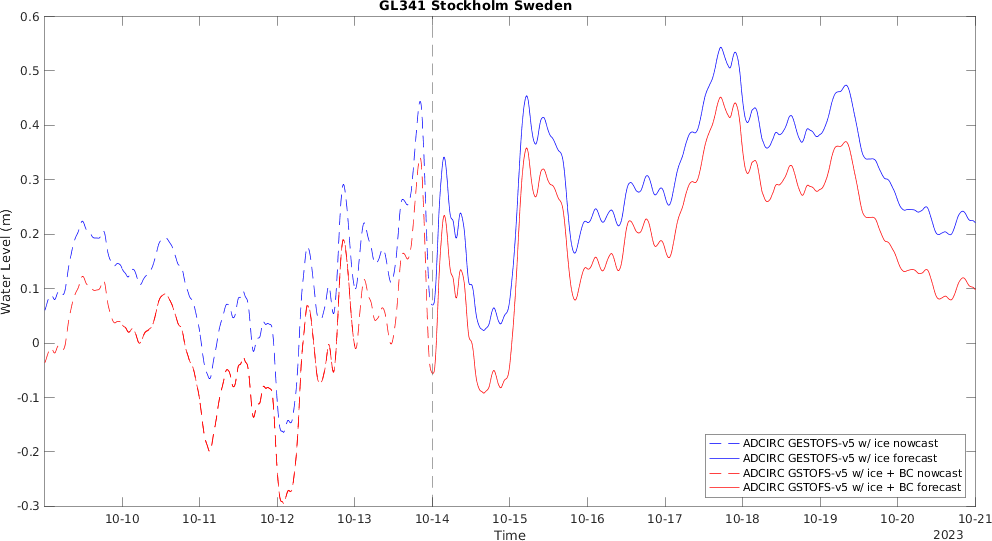 GL341 Stockholm Sweden
0.6
0.5
0.4
0.3
0.2
0.1
0
-0.1
-0.2
-0.3
Water Level (m)
ADCIRC GESTOFS-v5 w/ ice nowcast
ADCIRC GESTOFS-v5 w/ ice forecast
ADCIRC GSTOFS-v5 w/ ice + BC nowcast
ADCIRC GSTOFS-v5 w/ ice + BC forecast
10-10 10-11 10-12 10-13 10-14 10-15 10-16 10-17 10-18 10-19 10-20 10-21
Time
2023